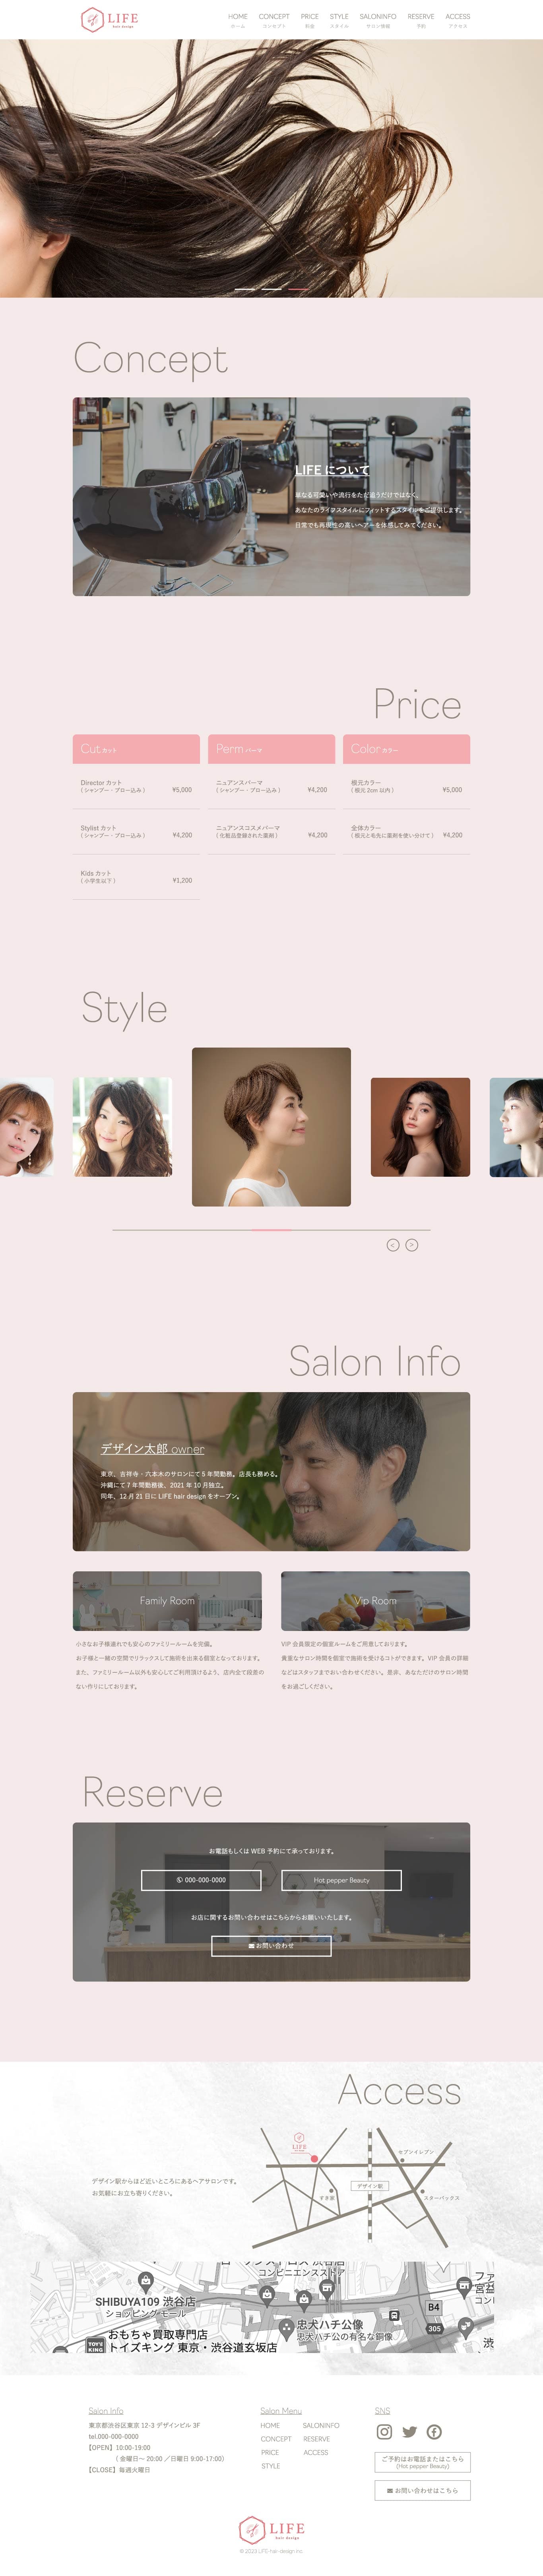 LIFE
hair design
HOME CONCEPT PRICE STYLE SALONINFO RESERVE ACCESS
ホーム コンセプト 料金 スタイル サロン情報 予約 アクセス
Concept
LIFE について
単なる可愛いや流行をただ追うだけではなく、
あなたのライフスタイルにフィットするスタイルをご提供します。
日常でも再現性の高いヘアーを体感してみてください。
Price
Cut カット
Director カット
( シャンプー・ブロー込み ) ¥5,000
Stylist カット
( シャンプー・ブロー込み ) ¥4,200
Kids カット
( 小学生以下 ) ¥1,200
Perm パーマ
ニュアンスパーマ
( シャンプー・ブロー込み ) ¥4,200
ニュアンスコスメパーマ
( 化粧品登録された薬剤 ) ¥4,200
Color カラー
根元カラー
( 根元 2cm 以内 ) ¥5,000
全体カラー
( 根元と毛先に薬剤を使い分けて ) ¥4,200
Style
< >
Salon Info
デザイン太郎 owner
東京、吉祥寺・六本木のサロンにて 5 年間勤務。店長も務める。
沖縄にて 7 年間勤務後、2021 年 10 月独立。
同年、12 月 21 日に LIFE hair design をオープン。
Family Room
小さなお子様連れでも安心のファミリールームを完備。
お子様と一緒の空間でリラックスして施術を出来る個室となっております。
また、ファミリールーム以外も安心してご利用頂けるよう、店内全て段差の
ない作りにしております。
Vip Room
VIP 会員限定の個室ルームをご用意しております。
貴重なサロン時間を個室で施術を受けるコトができます。VIP 会員の詳細
などはスタッフまでおい合わせください。是非、あなただけのサロン時間
をお過ごしください。
Reserve
お電話もしくは WEB 予約にて承っております。
000-000-0000
Hot pepper Beauty
お店に関するお問い合わせはこちらからお願いいたします。
お問い合わせ
Access
デザイン駅からほど近いところにあるヘアサロンです。
お気軽にお立ち寄りください。
LIFE
セブンイレブン
デザイン駅
すき家
スターバックス
コンビニエンスストア
SHIBUYA109 渋谷店
ショッピング モール
おもちゃ買取専門店
トイズキング 東京・渋谷道玄坂店
TOY'S
KING
忠犬ハチ公像
忠犬ハチ公の有名な銅像
B4
305
ファ
宮益
コンビ
渋
Salon Info
東京都渋谷区東京 12-3 デザインビル 3F
tel.000-000-0000
【OPEN】10:00-19:00
( 金曜日〜 20:00 ／日曜日 9:00-17:00)
【CLOSE】毎週火曜日
Salon Menu
HOME SALONINFO
CONCEPT RESERVE
PRICE ACCESS
STYLE
SNS
ご予約はお電話またはこちら
(Hot pepper Beauty)
お問い合わせはこちら
LIFE
hair design